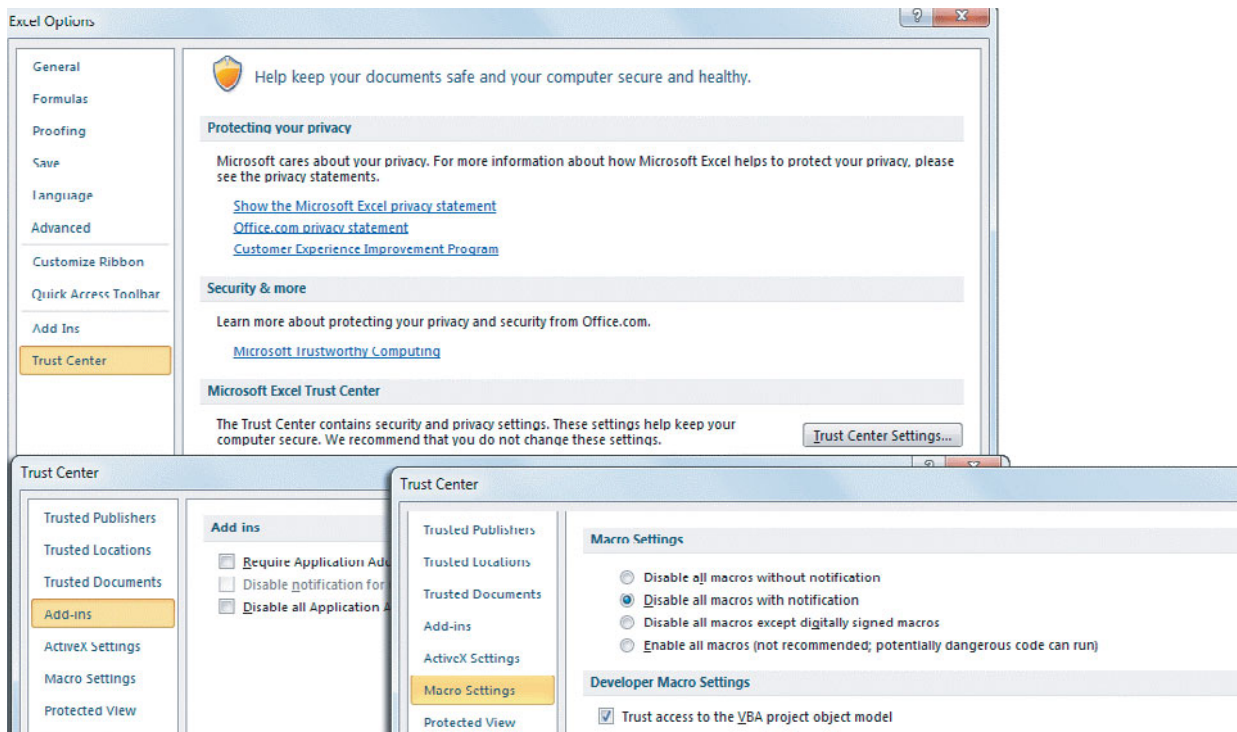 Excel Options
General
Formulas
Proofing
Save
Language
Advanced
Customize Ribbon
Quick Access Toolbar
Add Ins
Trust Center
Help keep your documents safe and your computer secure and healthy.
Protecting your privacy
Microsoft cares about your privacy. For more information about how Microsoft Excel helps to protect your privacy, please
see the privacy statements.
Show the Microsoft Excel privacy statement
Office.com privacy statement
Customer Experience Improvement Program
Security & more
Learn more about protecting your privacy and security from Office.com.
Microsoft Trustworthy Computing
Microsoft Excel Trust Center
The Trust Center contains security and privacy settings. These settings help keep your
computer secure. We recommend that you do not change these settings.
Trust Center Settings...
Trust Center
Trusted Publishers
Trusted Locations
Trusted Documents
Add-ins
ActiveX Settings
Macro Settings
Protected View
Add ins
Require Application Add
Disable notification for
Disable all Application A
Trust Center
Trusted Publishers
Trusted Locations
Trusted Documents
Add-ins
ActiveX Settings
Macro Settings
Protected View
Macro Settings
Disable all macros without notification
Disable all macros with notification
Disable all macros except digitally signed macros
Enable all macros (not recommended; potentially dangerous code can run)
Developer Macro Settings
Trust access to the VBA project object model